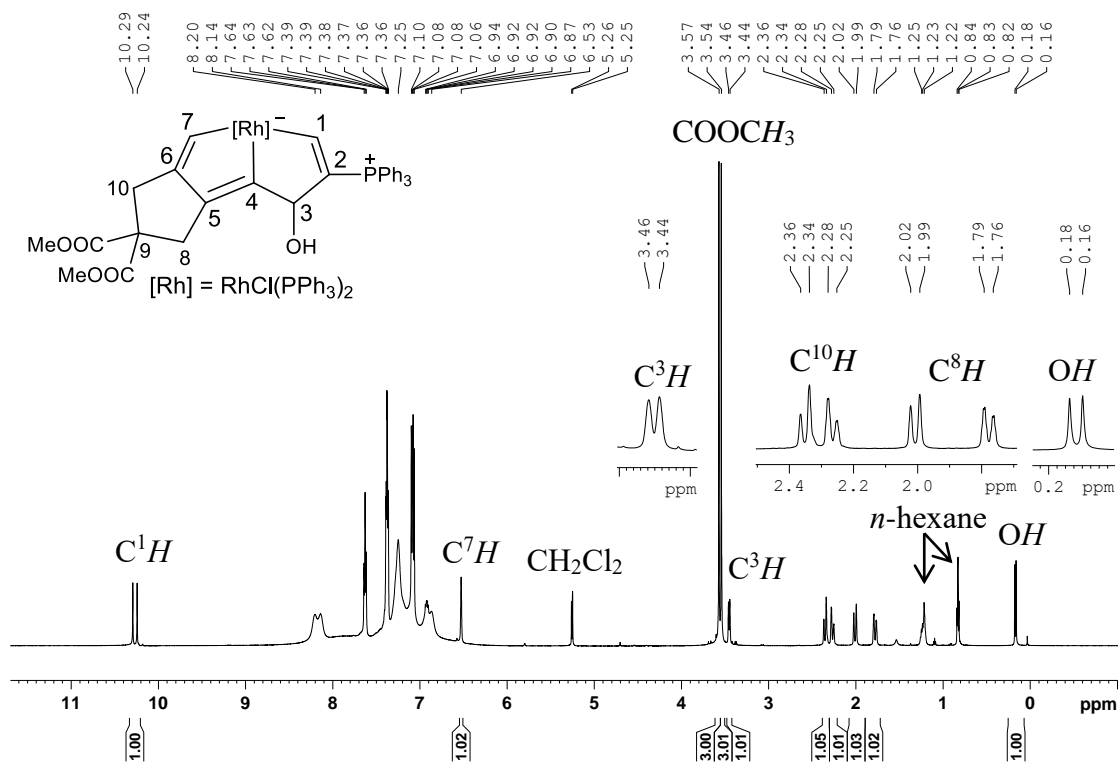 10.29 10.24 8.20 8.14 7.64 7.63 7.62 7.39 7.39 7.38 7.37 7.36 7.36 7.25 7.10 7.08 7.08 7.06 6.94 6.92 6.92 6.90 6.87 6.53 5.26 5.25 3.57 3.54 3.46 3.44 2.36 2.34 2.28 2.25 2.02 1.99 1.79 1.76 1.25 1.23 1.22 0.84 0.83 0.82 0.18 0.16
7 [Rh] − 1
6 2 + PPh3
10 5 4 3
MeOOC 9 8 OH
MeOOC
[Rh] = RhCl(PPh3)2
COOCH3
3.46 3.44 2.36 2.34 2.28 2.25 2.02 1.99 1.79 1.76 0.18 0.16
C3H C10H C8H OH
ppm 2.4 2.2 2.0 ppm 0.2 ppm
n-hexane
C1H C7H CH2Cl2 C3H OH
11 10 9 8 7 6 5 4 3 2 1 0 ppm
1.00 1.02 3.00 3.01 1.01 1.05 1.01 1.03 1.02 1.00